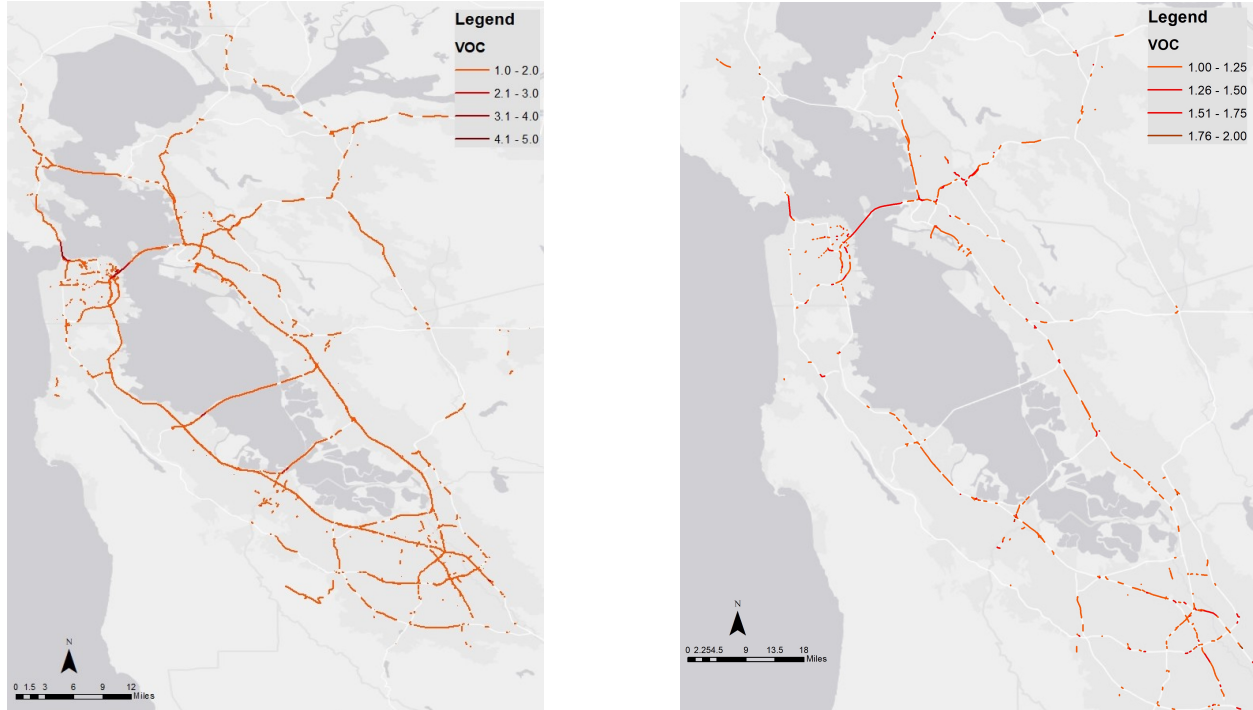 Legend
VOC
1.0 - 2.0
2.1 - 3.0
3.1 - 4.0
4.1 - 5.0
N
0 1.5 3 6 9 12
Miles
Legend
VOC
1.00 - 1.25
1.26 - 1.50
1.51 - 1.75
1.76 - 2.00
N
0 2.254.5 9 13.5 18
Miles